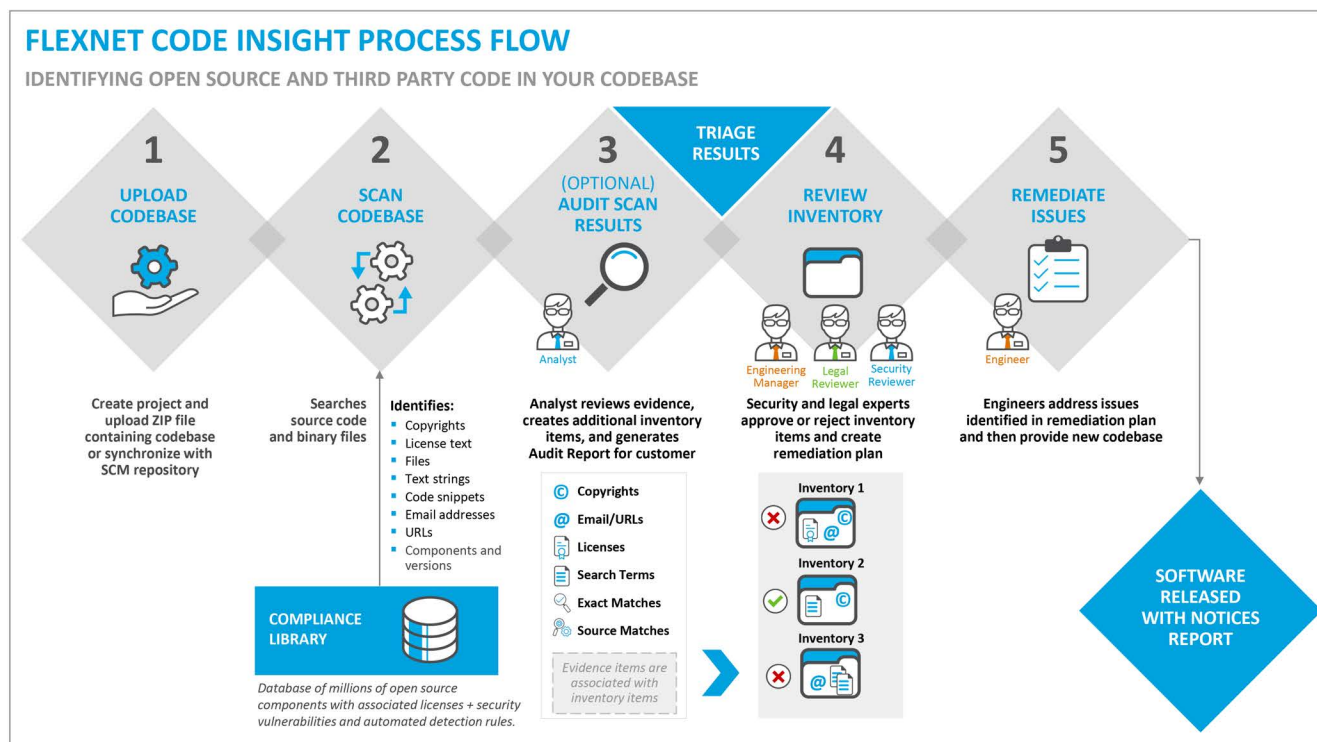 FLEXNET CODE INSIGHT PROCESS FLOW
IDENTIFYING OPEN SOURCE AND THIRD PARTY CODE IN YOUR CODEBASE
1
UPLOAD
CODEBASE
Create project and
upload ZIP file
containing codebase
or synchronize with
SCM repository
2
SCAN
CODEBASE
Searches
source code
and binary files
Identifies:
Copyrights
License text
Files
Text strings
Code snippets
Email addresses
URLs
Components and
versions
COMPLIANCE
LIBRARY
Database of millions of open source
components with associated licenses + security
vulnerabilities and automated detection rules.
3
(OPTIONAL)
AUDIT SCAN
RESULTS
Analyst
Analyst reviews evidence,
creates additional inventory
items, and generates
Audit Report for customer
© Copyrights
@ Email/URLs
Licenses
Search Terms
Exact Matches
Source Matches
Evidence items are
associated with
inventory items
TRIAGE
RESULTS
4
REVIEW
INVENTORY
Engineering
Manager
Legal
Reviewer
Security
Reviewer
Security and legal experts
approve or reject inventory
items and create
remediation plan
Inventory 1
© @
Inventory 2
©
Inventory 3
@
5
REMEDIATE
ISSUES
Engineer
Engineers address issues
identified in remediation plan
and then provide new codebase
SOFTWARE
RELEASED
WITH NOTICES
REPORT